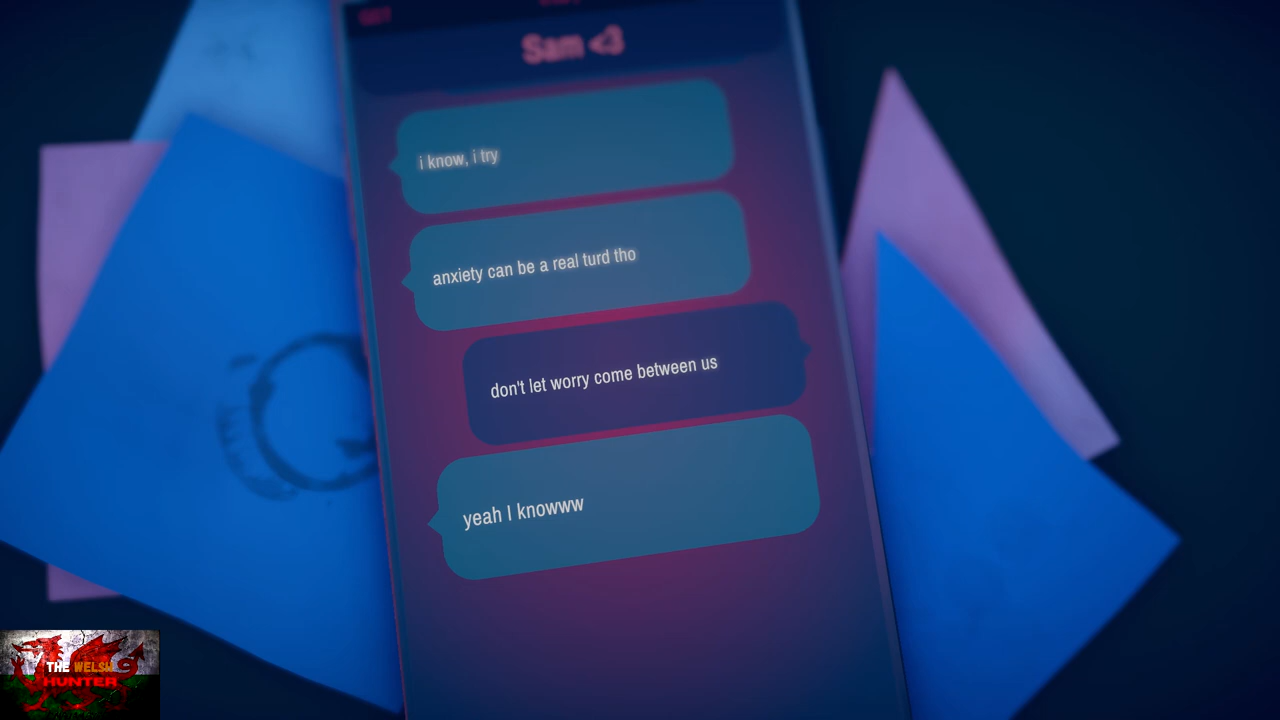 Sam <3
i know, i try
anxiety can be a real turd tho
don't let worry come between us
yeah I knowww
THE WELSH
HUNTER